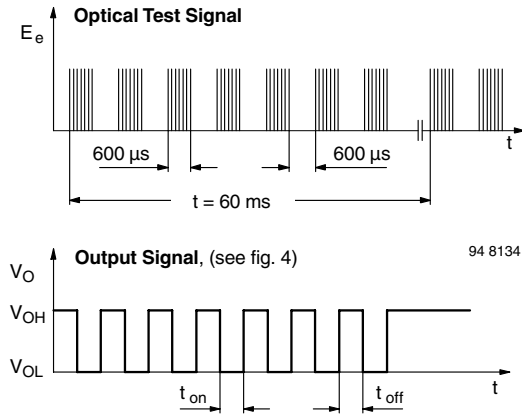 Optical Test Signal
E e
t
600 µs
600 µs
t = 60 ms
94 8134
Output Signal, (see fig. 4)
V O
V OH
V OL
t on
t off
t